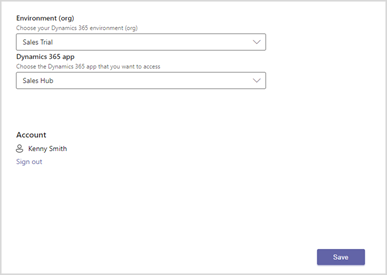 Environment (org)
Choose your Dynamics 365 environment (org)
Sales Trial
Dynamics 365 app
Choose the Dynamics 365 app that you want to access
Sales Hub
Account
Kenny Smith
Sign out
Save